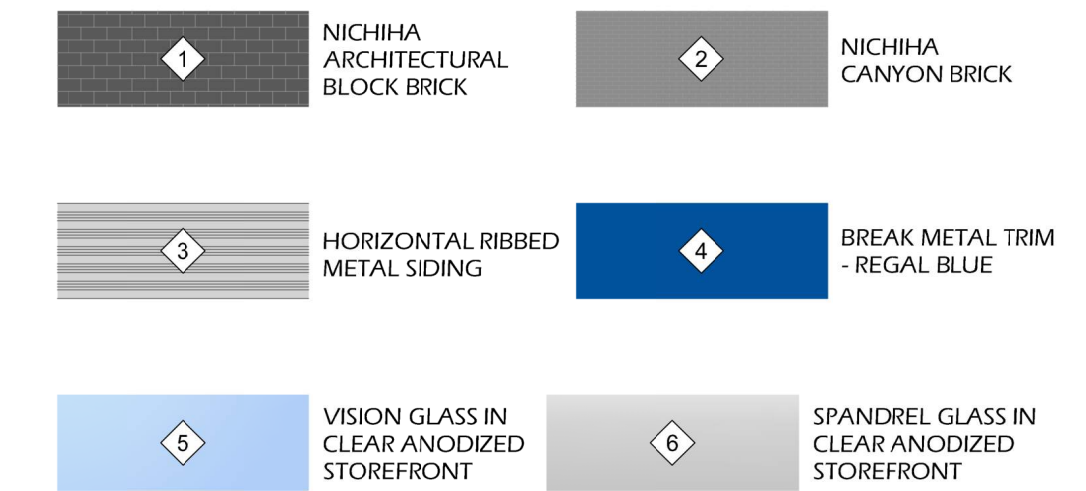 1
NICHIHA
ARCHITECTURAL
BLOCK BRICK
2
NICHIHA
CANYON BRICK
3
HORIZONTAL RIBBED
METAL SIDING
4
BREAK METAL TRIM
- REGAL BLUE
5
VISION GLASS IN
CLEAR ANODIZED
STOREFRONT
6
SPANDREL GLASS IN
CLEAR ANODIZED
STOREFRONT